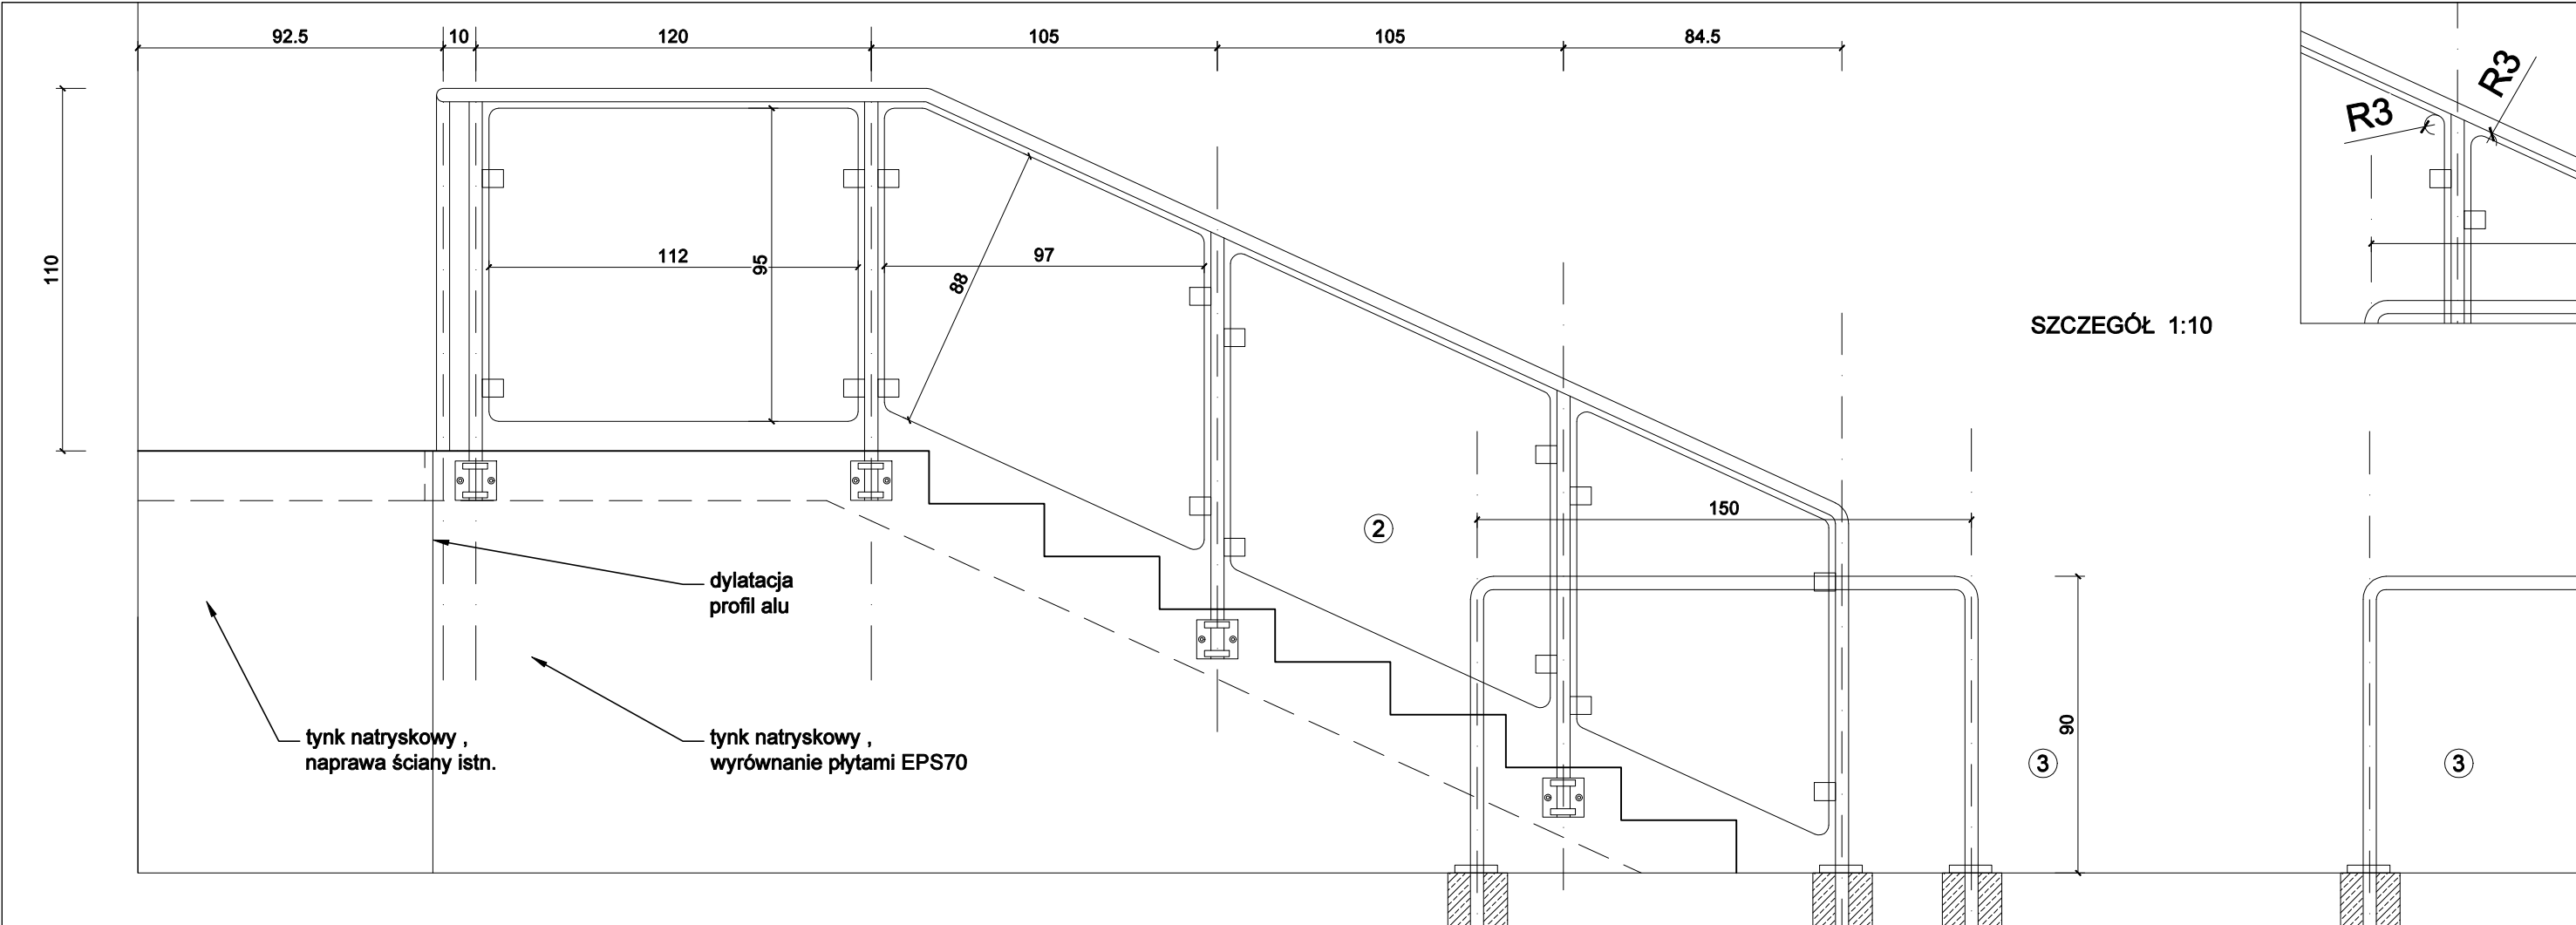 92.5
10
120
105
105
84.5
R3
R3
110
112
95
88
97
SZCZEGÓŁ 1:10
2
150
dylatacja
profil alu
90
tynk natryskowy ,
naprawa ściany istn.
tynk natryskowy ,
wyrównanie płytami EPS70
3
3